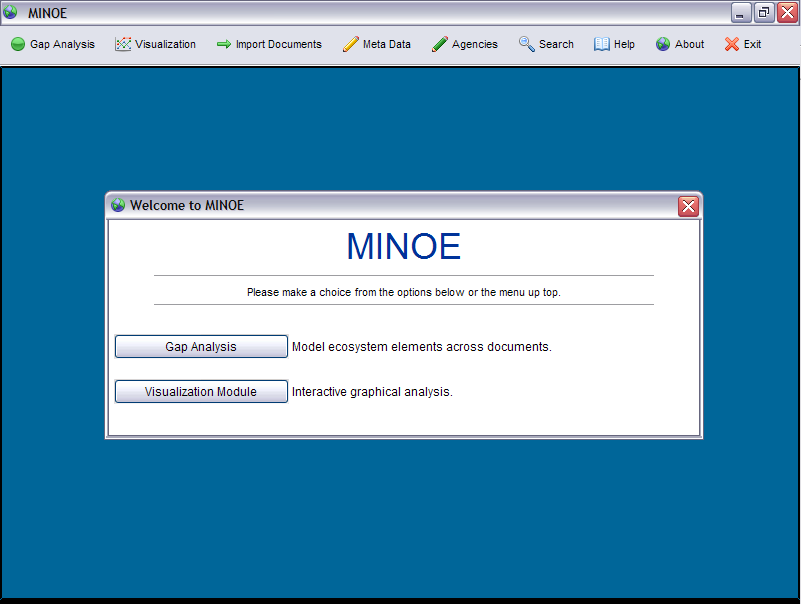 MINOE
Gap Analysis Visualization Import Documents Meta Data Agencies Search Help About Exit
Welcome to MINOE
MINOE
Please make a choice from the options below or the menu up top.
Gap Analysis Model ecosystem elements across documents.
Visualization Module Interactive graphical analysis.